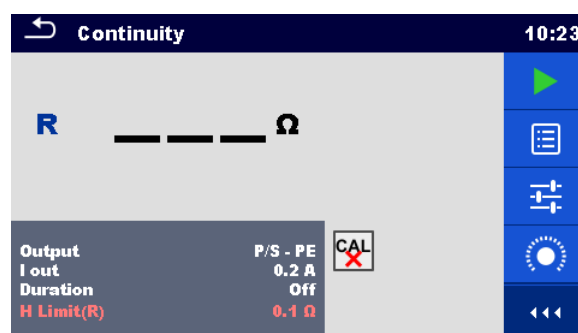 Continuity 10:23
R _ _ _ Ω
Output P/S - PE
I out 0.2 A
CAL
Duration Off
H Limit(R) 0.1 Ω